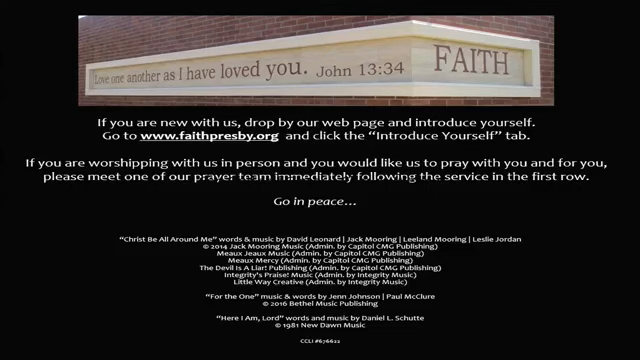 Love one another as I have loved you. John 13:34 FAITH
If you are new with us, drop by our web page and introduce yourself.
Go to www.faithpresby.org and click the “Introduce Yourself” tab.
If you are worshipping with us in person and you would like us to pray with you and for you,
please meet one of our prayer team immediately following the service in the first row.
Go in peace…
“Christ Be All Around Me” words & music by David Leonard | Jack Mooring | Leeland Mooring | Leslie Jordan
© 2014 Jack Mooring Music (Admin. by Capitol CMG Publishing)
Meaux Jeaux Music (Admin. by Capitol CMG Publishing)
Meaux Mercy (Admin. by Capitol CMG Publishing)
The Devil Is A Liar! Publishing (Admin. by Capitol CMG Publishing)
Integrity's Praise! Music (Admin. by Integrity Music)
Little Way Creative (Admin. by Integrity Music)
“For the One” music & words by Jenn Johnson | Paul McClure
© 2016 Bethel Music Publishing
“Here I Am, Lord” words and music by Daniel L. Schutte
© 1981 New Dawn Music
CCLI #676622